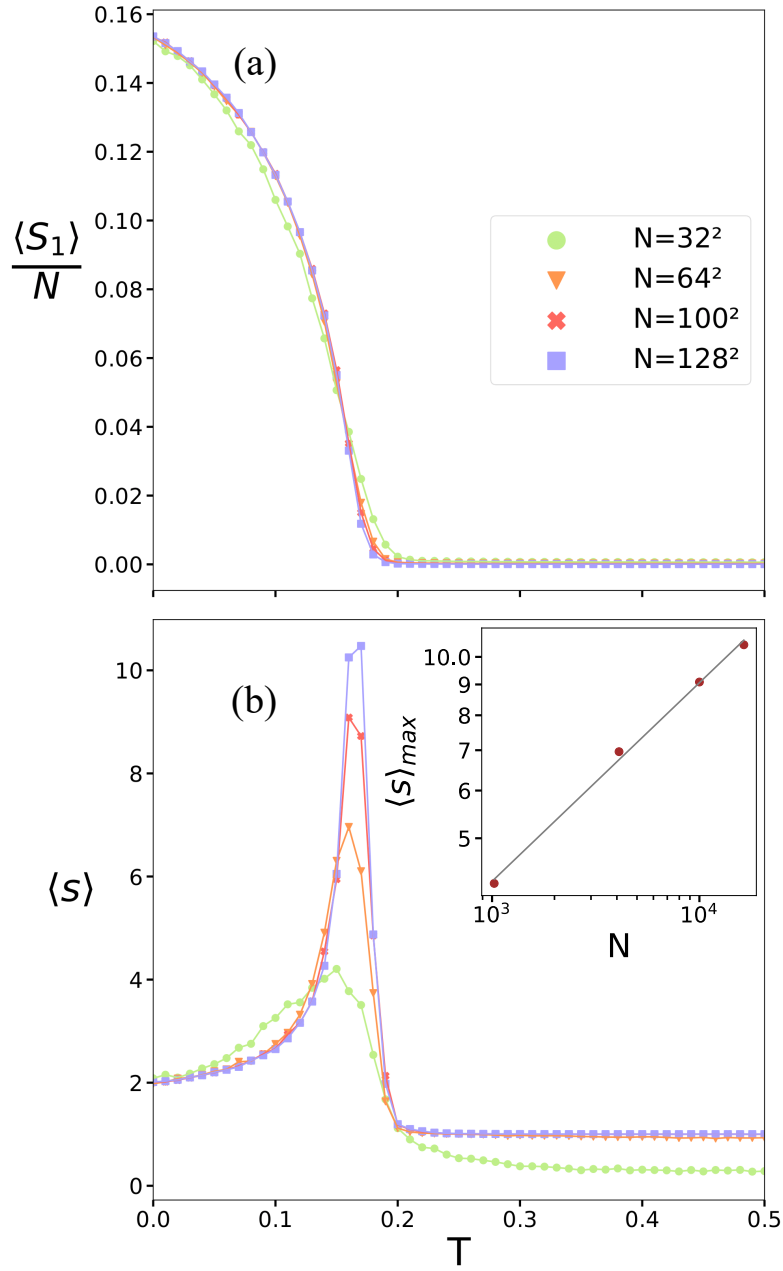 0.16
(a)
0.14
0.12
0.10
⟨S₁⟩
N
0.08
0.06
0.04
0.02
0.00
N=32²
N=64²
N=100²
N=128²
10
(b)
8
6
⟨s⟩
4
2
0
10.0
9
8
7
6
5
⟨s⟩max
10³
10⁴
N
0.0
0.1
0.2
0.3
0.4
0.5
T